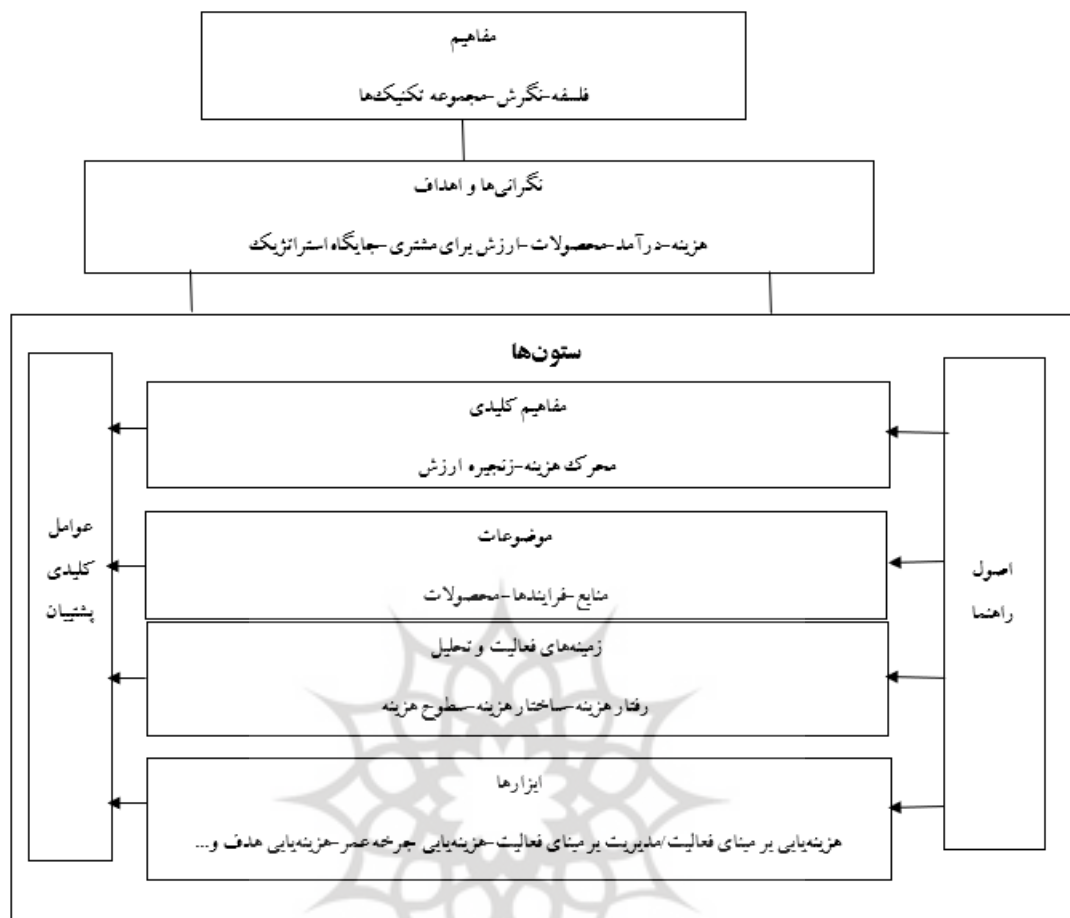 مفاهیم
فلسفه-نگرش-مجموعه تکنیک‌ها
نگرانی‌ها و اهداف
هزینه-درآمد-محصولات-ارزش برای مشتری-جایگاه استراتژیک
ستون‌ها
اصول
راهنما
مفاهیم کلیدی
محرک هزینه-زنجیره ارزش
موضوعات
منابع-فرایندها-محصولات
زمینه‌های فعالیت و تحلیل
رفتار هزینه-ساختار هزینه-سطوح هزینه
ابزارها
هزینه‌یابی بر مبنای فعالیت/مدیریت بر مبنای فعالیت-هزینه‌یابی چرخه عمر-هزینه‌یابی هدف و...
عوامل
کلیدی
پشتیبان